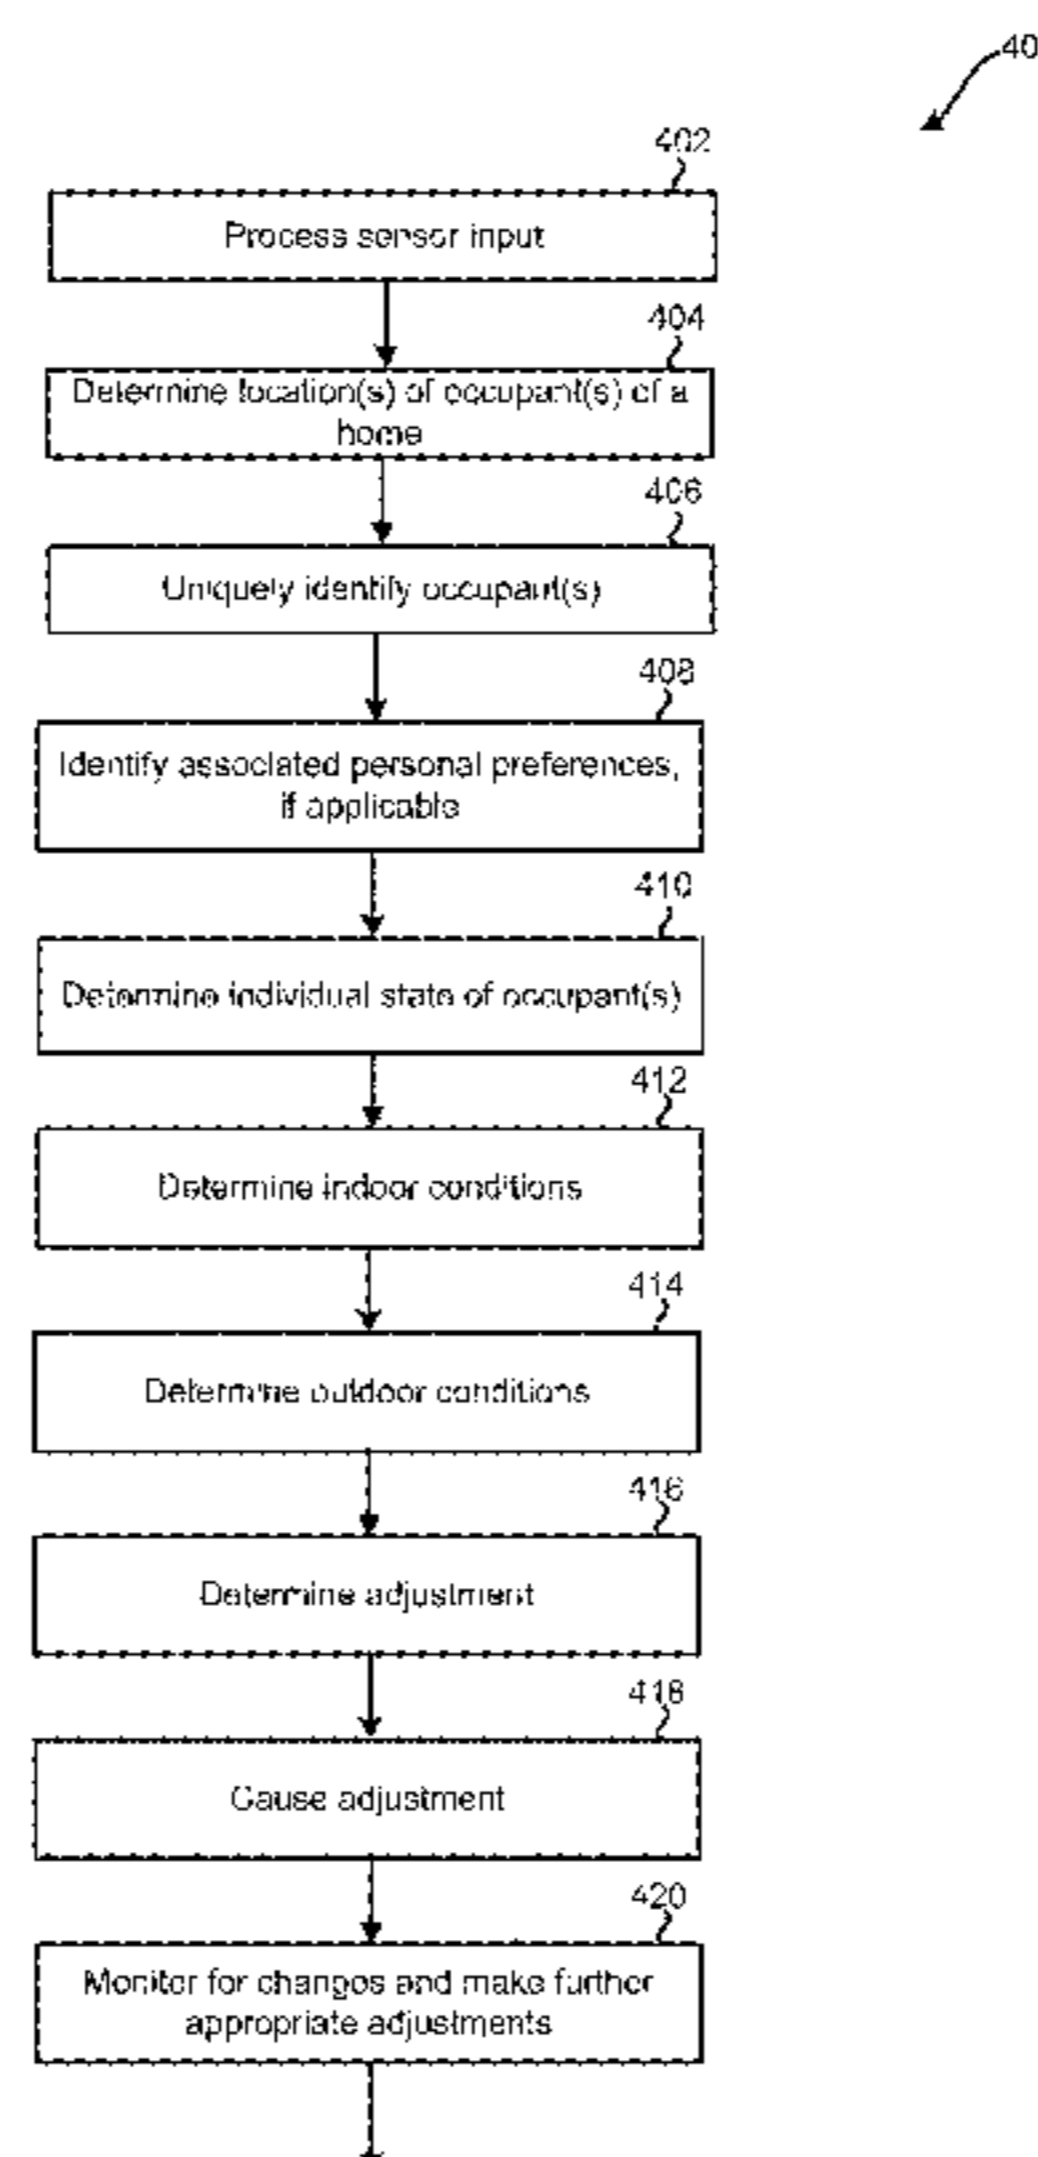 40
402
Process sensor input
404
Determine location(s) of occupant(s) of a
home
406
Uniquely identify occupant(s)
408
Identify associated personal preferences,
if applicable
410
Determine individual state of occupant(s)
412
Determine indoor conditions
414
Determine outdoor conditions
416
Determine adjustment
418
Cause adjustment
420
Monitor for changes and make further
appropriate adjustments